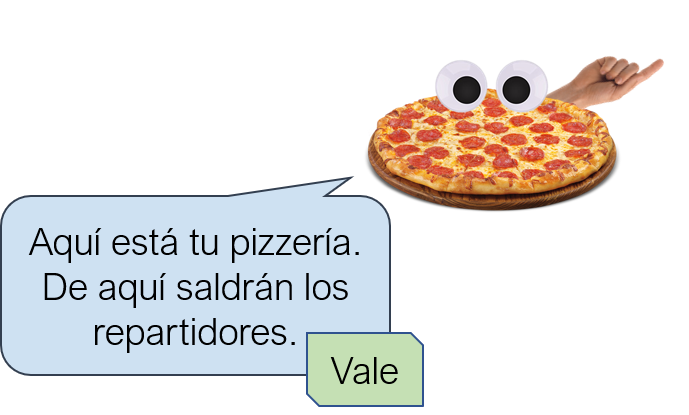 Aquí está tu pizzería.
De aquí saldrán los
repartidores.
Vale